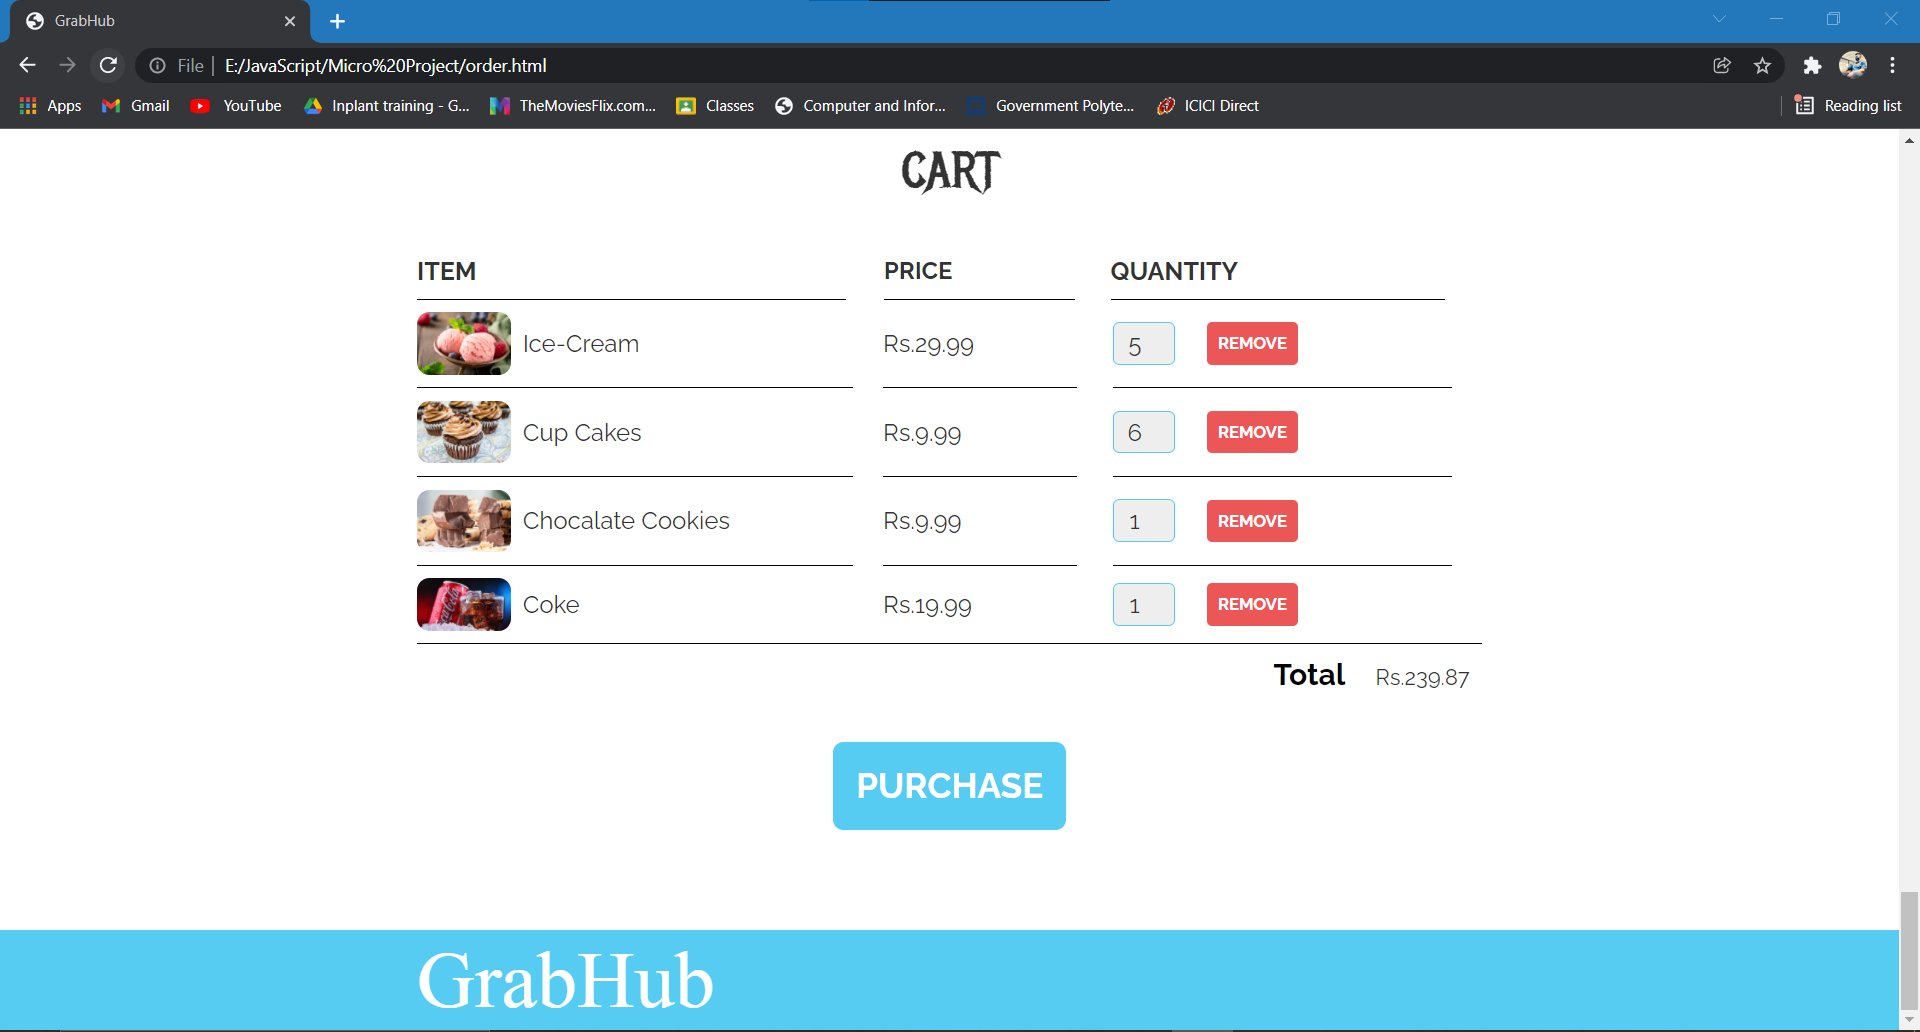 GrabHub
File
E:/JavaScript/Micro%20Project/order.html
Apps
Gmail
YouTube
Inplant training - G...
TheMoviesFlix.com...
Classes
Computer and Infor...
Government Polyte...
ICICI Direct
Reading list
CART
ITEM PRICE QUANTITY
Ice-Cream Rs.29.99 5 REMOVE
Cup Cakes Rs.9.99 6 REMOVE
Chocalate Cookies Rs.9.99 1 REMOVE
Coke Rs.19.99 1 REMOVE
Total Rs.239.87
PURCHASE
GrabHub